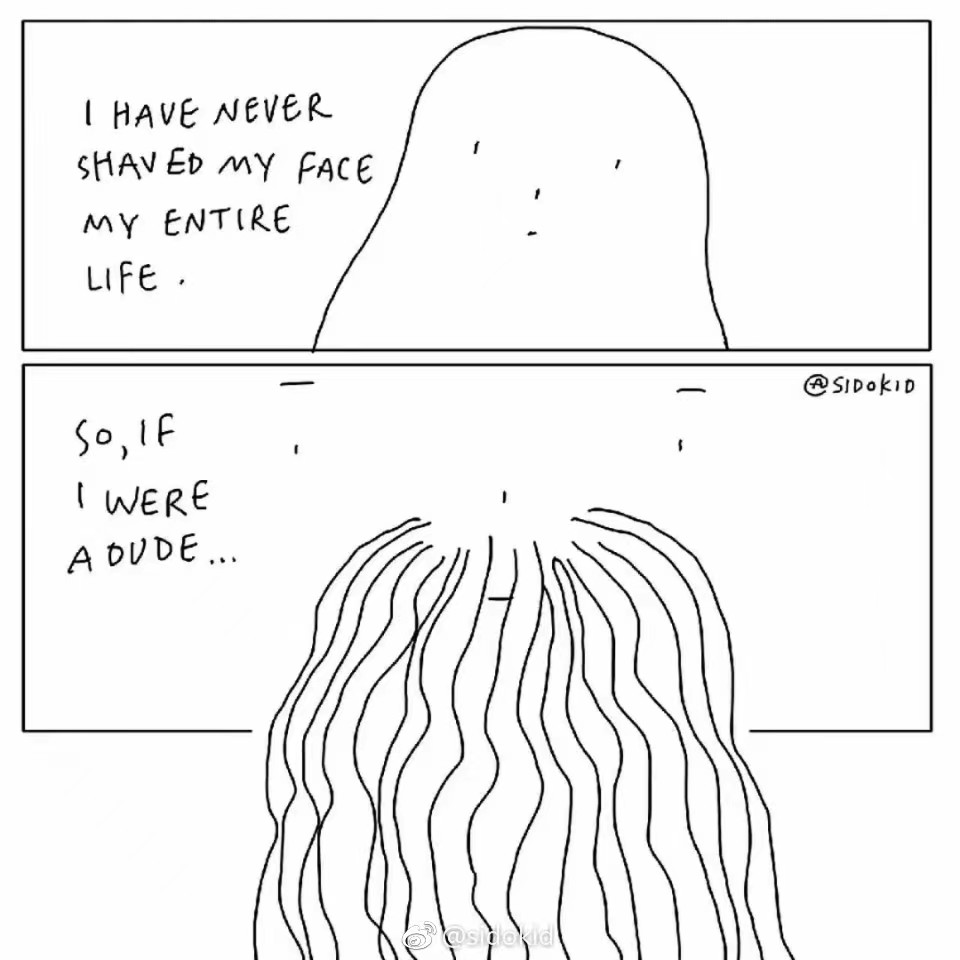 I HAVE NEVER
SHAVED MY FACE
MY ENTIRE
LIFE.
@SIDOKID
SO, IF
I WERE
A DUDE...
@sidokid